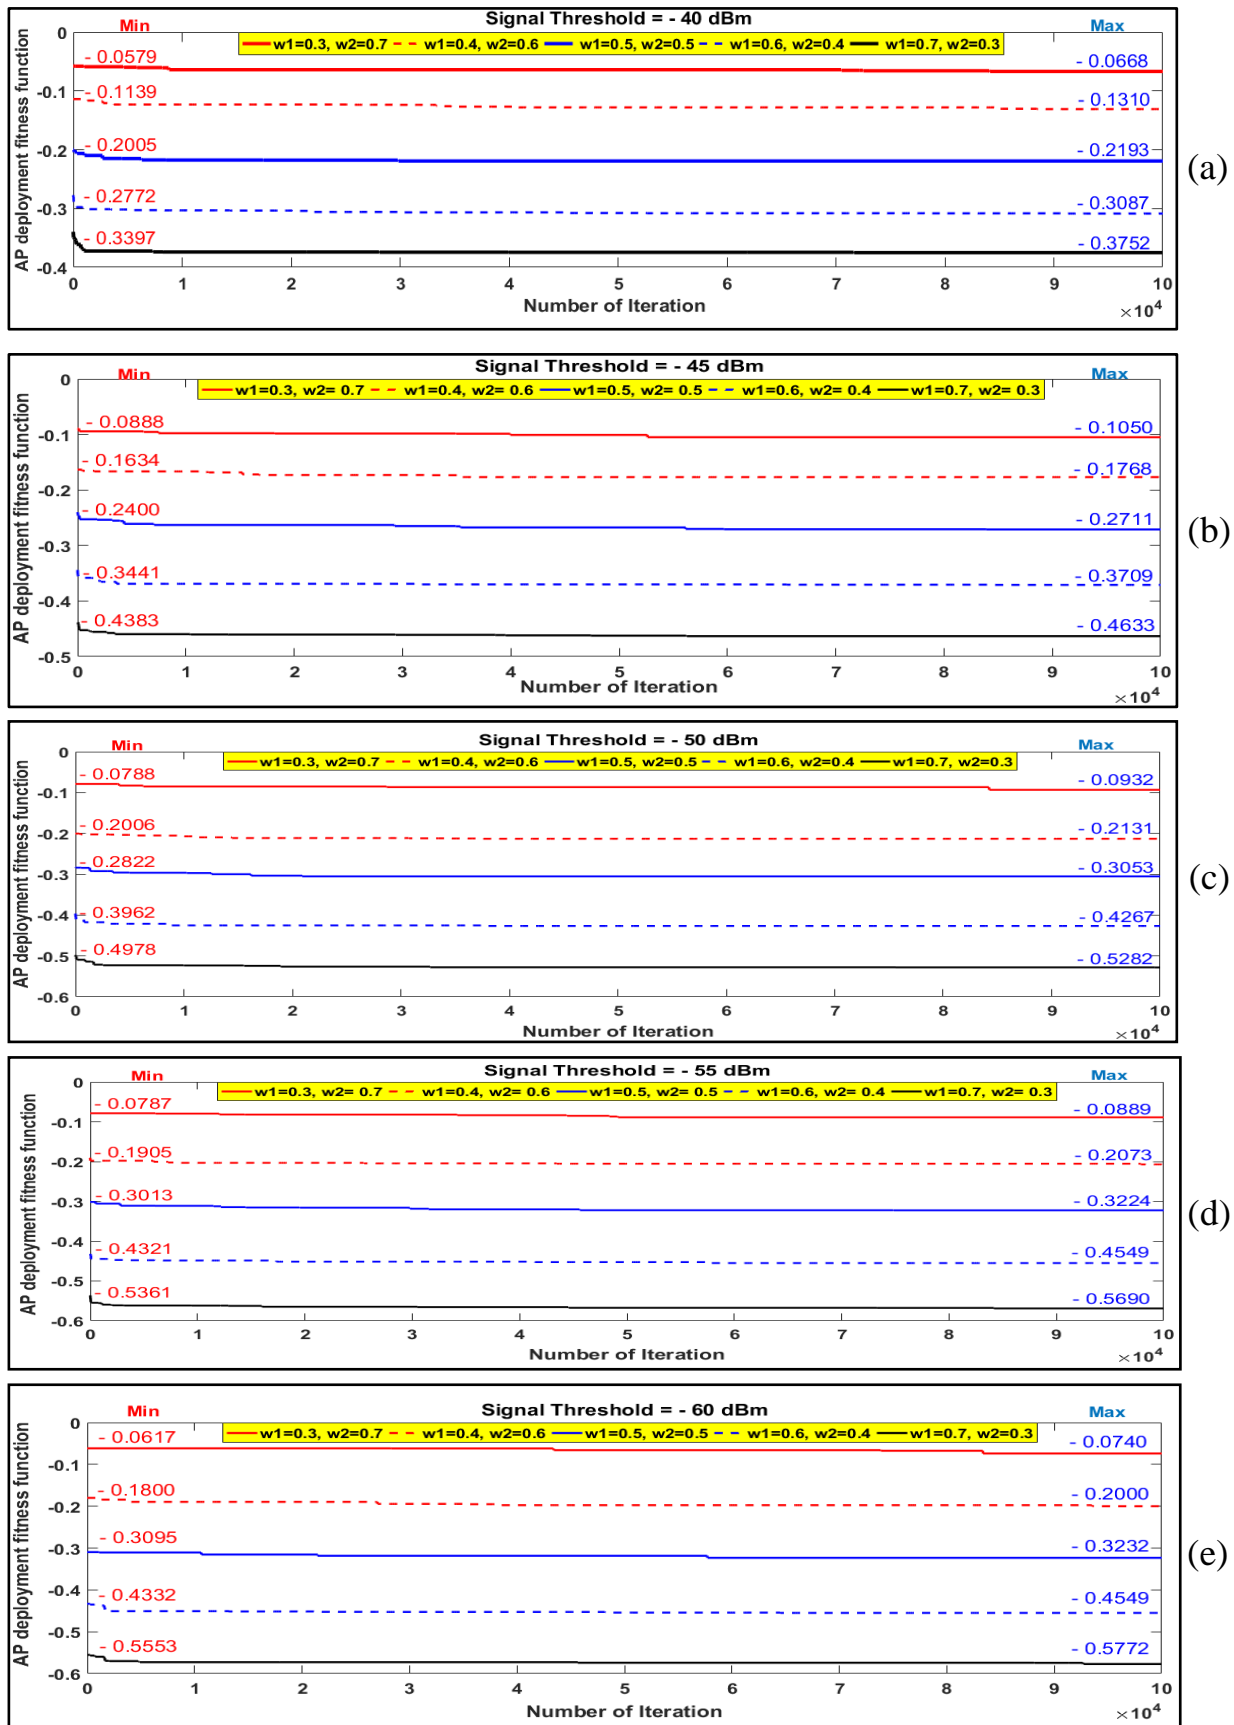 Signal Threshold = - 40 dBm
Min Max
w1=0.3, w2=0.7 w1=0.4, w2=0.6 w1=0.5, w2=0.5 w1=0.6, w2=0.4 w1=0.7, w2=0.3
AP deployment fitness function
0
-0.1
-0.2
-0.3
-0.4
- 0.0579 - 0.0668
- 0.1139 - 0.1310
- 0.2005 - 0.2193
- 0.2772 - 0.3087
- 0.3397 - 0.3752
0 1 2 3 4 5 6 7 8 9 10
Number of Iteration
×10⁴
(a)
Signal Threshold = - 45 dBm
Min Max
w1=0.3, w2= 0.7 w1=0.4, w2= 0.6 w1=0.5, w2= 0.5 w1=0.6, w2= 0.4 w1=0.7, w2= 0.3
AP deployment fitness function
0
-0.1
-0.2
-0.3
-0.4
-0.5
- 0.0888 - 0.1050
- 0.1634 - 0.1768
- 0.2400 - 0.2711
- 0.3441 - 0.3709
- 0.4383 - 0.4633
0 1 2 3 4 5 6 7 8 9 10
Number of Iteration
×10⁴
(b)
Signal Threshold = - 50 dBm
Min Max
w1=0.3, w2=0.7 w1=0.4, w2=0.6 w1=0.5, w2=0.5 w1=0.6, w2=0.4 w1=0.7, w2=0.3
AP deployment fitness function
0
-0.1
-0.2
-0.3
-0.4
-0.5
-0.6
- 0.0788 - 0.0932
- 0.2006 - 0.2131
- 0.2822 - 0.3053
- 0.3962 - 0.4267
- 0.4978 - 0.5282
0 1 2 3 4 5 6 7 8 9 10
Number of Iteration
×10⁴
(c)
Signal Threshold = - 55 dBm
Min Max
w1=0.3, w2= 0.7 w1=0.4, w2= 0.6 w1=0.5, w2= 0.5 w1=0.6, w2= 0.4 w1=0.7, w2= 0.3
AP deployment fitness function
0
-0.1
-0.2
-0.3
-0.4
-0.5
-0.6
- 0.0787 - 0.0889
- 0.1905 - 0.2073
- 0.3013 - 0.3224
- 0.4321 - 0.4549
- 0.5361 - 0.5690
0 1 2 3 4 5 6 7 8 9 10
Number of Iteration
×10⁴
(d)
Signal Threshold = - 60 dBm
Min Max
w1=0.3, w2=0.7 w1=0.4, w2=0.6 w1=0.5, w2=0.5 w1=0.6, w2=0.4 w1=0.7, w2=0.3
AP deployment fitness function
0
-0.1
-0.2
-0.3
-0.4
-0.5
-0.6
- 0.0617 - 0.0740
- 0.1800 - 0.2000
- 0.3095 - 0.3232
- 0.4332 - 0.4549
- 0.5553 - 0.5772
0 1 2 3 4 5 6 7 8 9 10
Number of Iteration
×10⁴
(e)